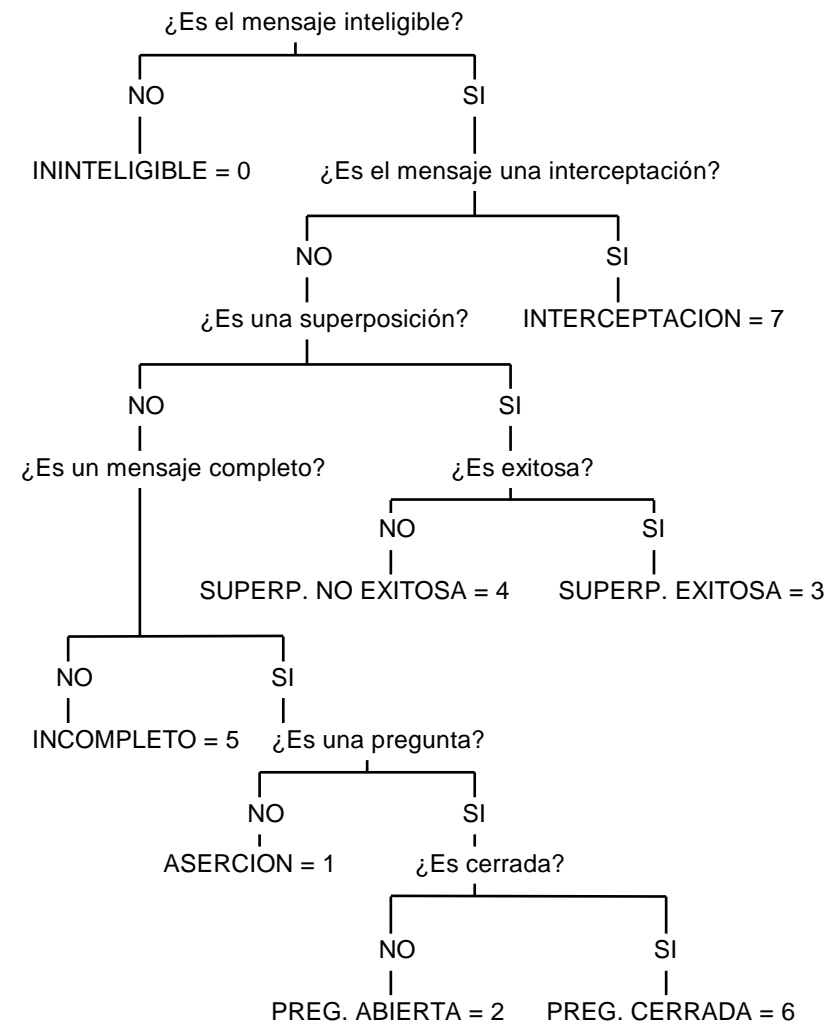 ¿Es el mensaje inteligible?
NO SI
ININTELIGIBLE = 0 ¿Es el mensaje una interceptación?
NO SI
¿Es una superposición? INTERCEPTACION = 7
NO SI
¿Es un mensaje completo? ¿Es exitosa?
NO SI
SUPERP. NO EXITOSA = 4 SUPERP. EXITOSA = 3
NO SI
INCOMPLETO = 5 ¿Es una pregunta?
NO SI
ASERCION = 1 ¿Es cerrada?
NO SI
PREG. ABIERTA = 2 PREG. CERRADA = 6